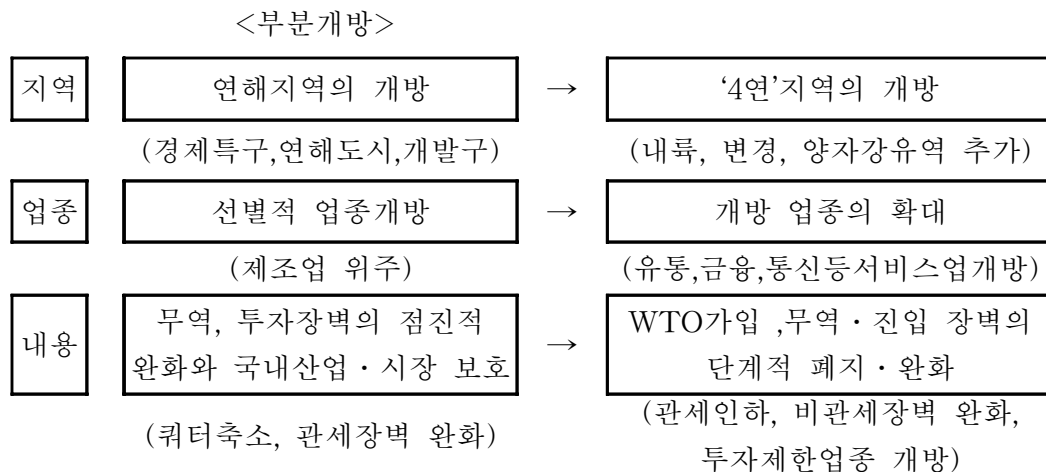 <부분개방>
지역 연해지역의 개방 → ‘4연’지역의 개방
(경제특구,연해도시,개발구) (내륙, 변경, 양자강유역 추가)
업종 선별적 업종개방 → 개방 업종의 확대
(제조업 위주) (유통,금융,통신등서비스업개방)
내용 무역, 투자장벽의 점진적 완화와 국내산업·시장 보호 → WTO가입 ,무역·진입 장벽의 단계적 폐지·완화
(쿼터축소, 관세장벽 완화) (관세인하, 비관세장벽 완화,
투자제한업종 개방)